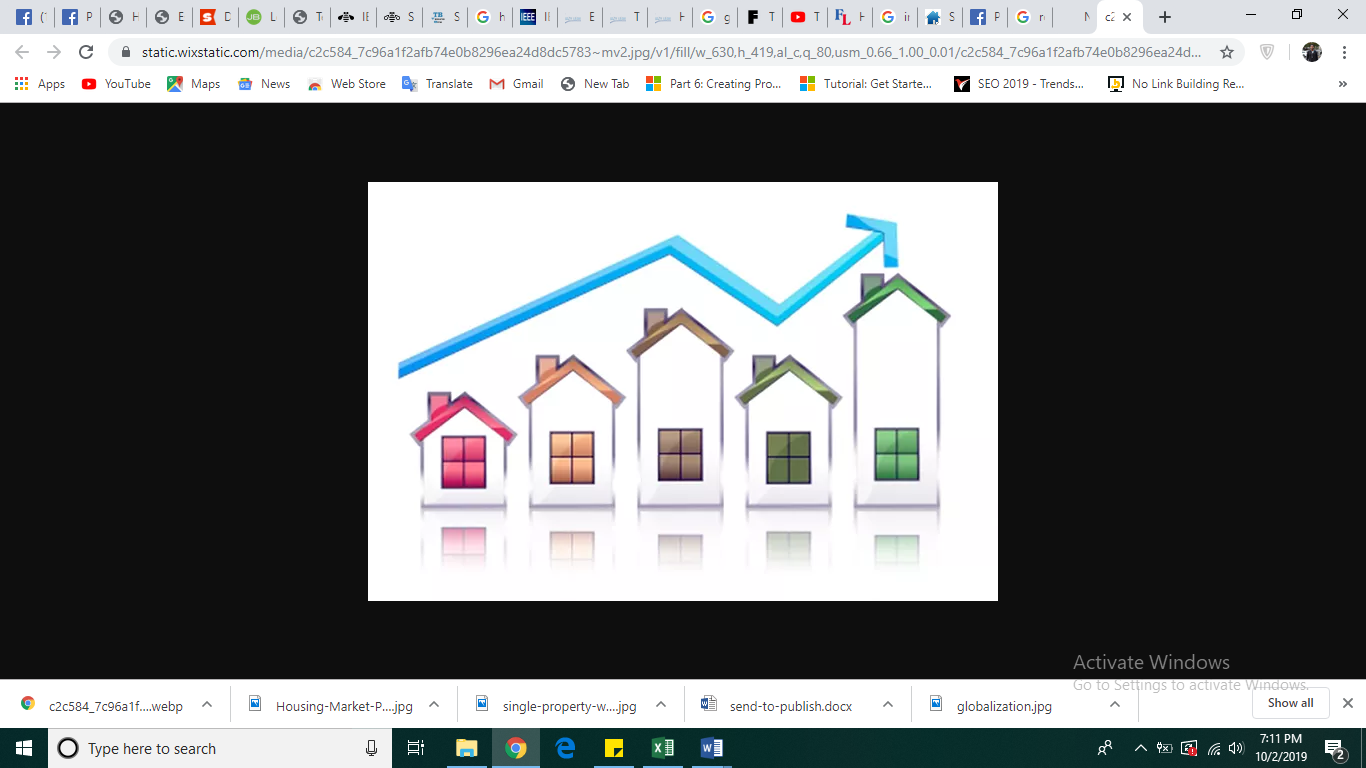 static.wixstatic.com/media/c2c584_7c96a1f2afb74e0b8296ea24d8dc5783~mv2.jpg/v1/fill/w_630,h_419,al_c,q_80,usm_0.66_1.00_0.01/c2c584_7c96a1f2afb74e0b8296ea24d...
Apps YouTube Maps News Web Store Translate Gmail New Tab Part 6: Creating Pro... Tutorial: Get Starte... SEO 2019 - Trends... No Link Building Re... »
Activate Windows
Go to Settings to activate Windows.
c2c584_7c96a1f....webp Housing-Market-P....jpg single-property-w....jpg send-to-publish.docx globalization.jpg Show all
Type here to search 7:11 PM
10/2/2019 2